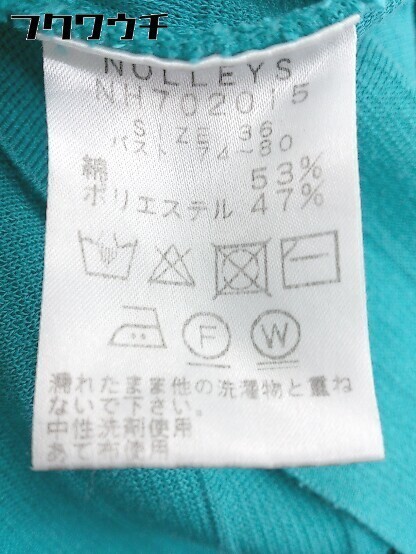 フクワウチ
NOLLEYS
NH702015
SIZE 36
バスト 74-80
綿 53%
ポリエステル 47%
F W
濡れたまま他の洗濯物と重ね
ないで下さい。
中性洗剤使用
あて布使用